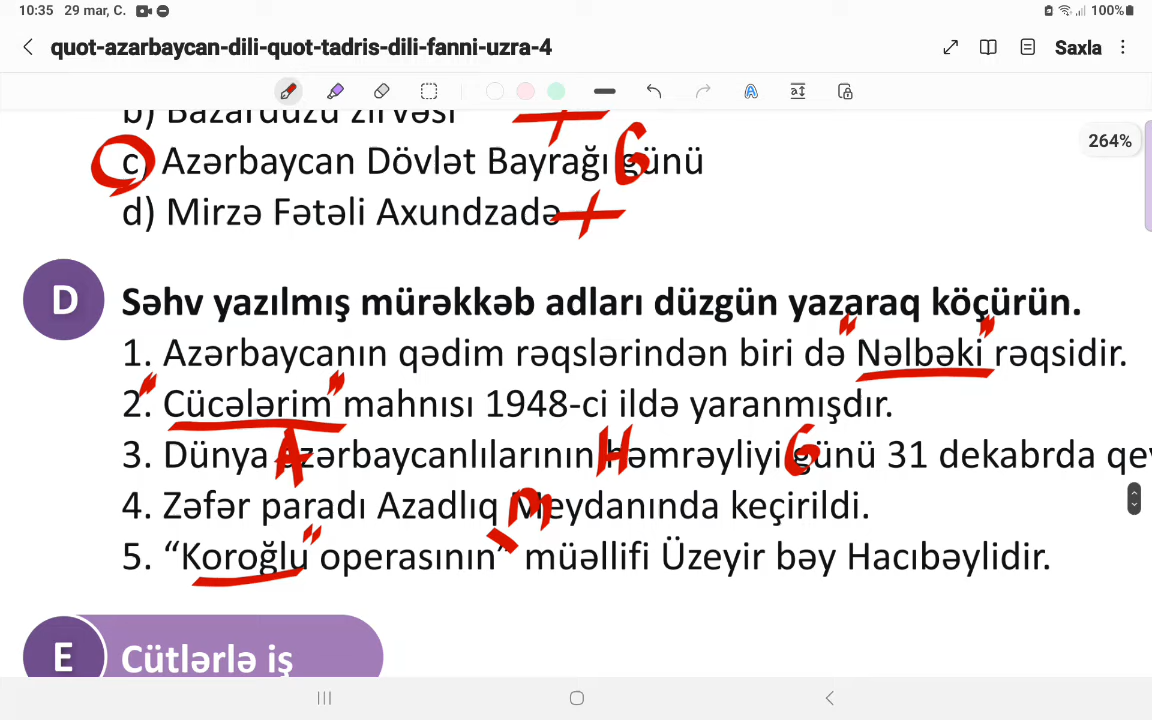 10:35 29 mar, C. 100%
quot-azarbaycan-dili-quot-tadris-dili-fanni-uzra-4 Saxla
b) Bazardüzü zirvəsi
264%
c) Azərbaycan Dövlət Bayrağı günü G
d) Mirzə Fətəli Axundzadə
D Səhv yazılmış mürəkkəb adları düzgün yazaraq köçürün.
1. Azərbaycanın qədim rəqslərindən biri də "Nəlbəki" rəqsidir.
2. "Cücələrim" mahnısı 1948-ci ildə yaranmışdır.
A H G
3. Dünya azərbaycanlılarının həmrəyliyi günü 31 dekabrda qey
4. Zəfər paradı Azadlıq Meydanında keçirildi.
m
5. “Koroğlu" operasının” müəllifi Üzeyir bəy Hacıbəylidir.
E Cütlərlə iş